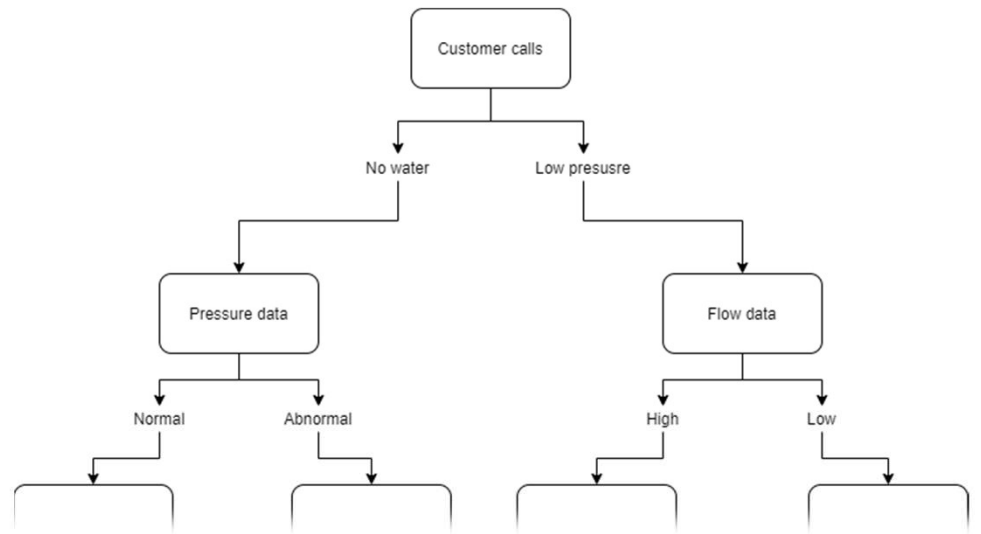 Customer calls
No water
Low presusre
Pressure data
Flow data
Normal
Abnormal
High
Low